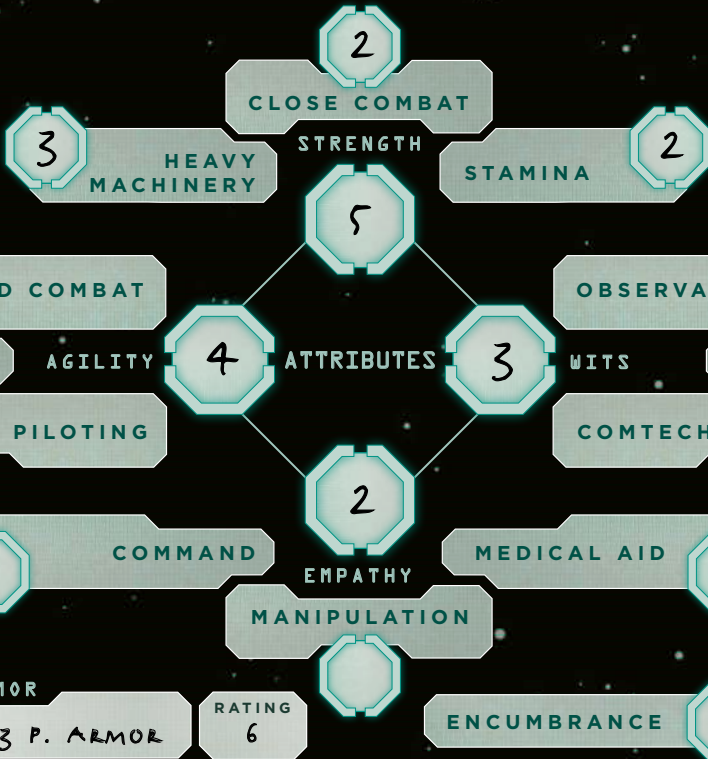 2
CLOSE COMBAT
3
HEAVY
MACHINERY
STRENGTH
STAMINA
2
5
D COMBAT
OBSERVA
AGILITY
4
ATTRIBUTES
3
WITS
PILOTING
COMTECH
2
COMMAND
MEDICAL AID
EMPATHY
MANIPULATION
MOR
3 P. ARMOR
RATING
6
ENCUMBRANCE